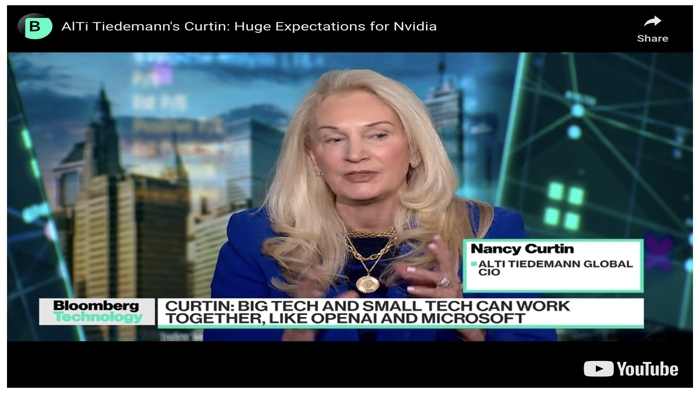 B
AlTi Tiedemann's Curtin: Huge Expectations for Nvidia
Share
Nancy Curtin
ALTI TIEDEMANN GLOBAL
CIO
Bloomberg
Technology
CURTIN: BIG TECH AND SMALL TECH CAN WORK
TOGETHER, LIKE OPENAI AND MICROSOFT
YouTube